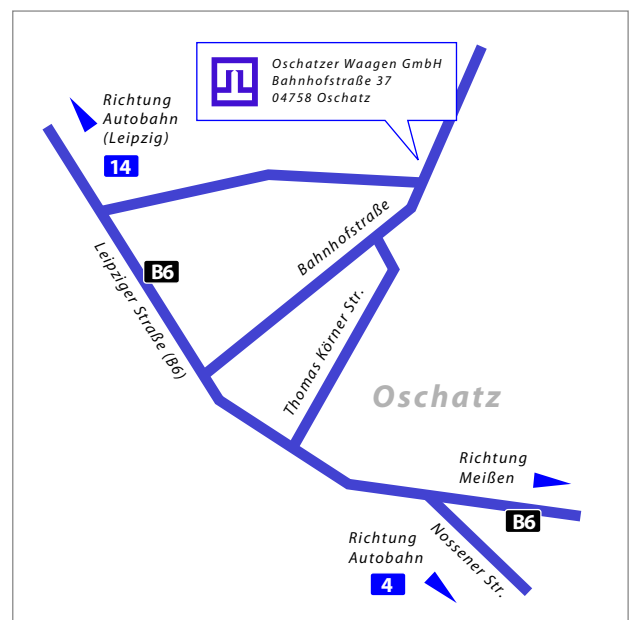 Oschatzer Waagen GmbH
Bahnhofstraße 37
04758 Oschatz
Richtung
Autobahn
(Leipzig)
14
Bahnhofstraße
B6
Leipziger Straße (B6)
Thomas Körner Str.
Oschatz
Richtung
Meißen
B6
Nossener Str.
Richtung
Autobahn
4